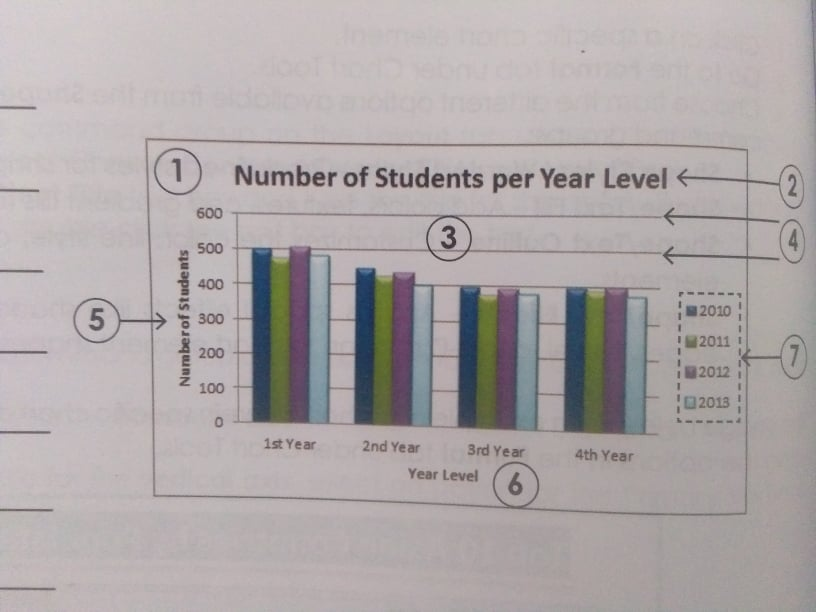 1
Number of Students per Year Level
2
600
3
4
500
400
300
200
100
0
Number of Students
5
2010
2011
2012
2013
7
1st Year
2nd Year
3rd Year
4th Year
Year Level
6